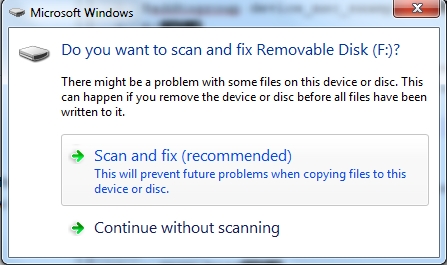 Microsoft Windows
Do you want to scan and fix Removable Disk (F:)?
There might be a problem with some files on this device or disc. This
can happen if you remove the device or disc before all files have been
written to it.
Scan and fix (recommended)
This will prevent future problems when copying files to this
device or disc.
Continue without scanning